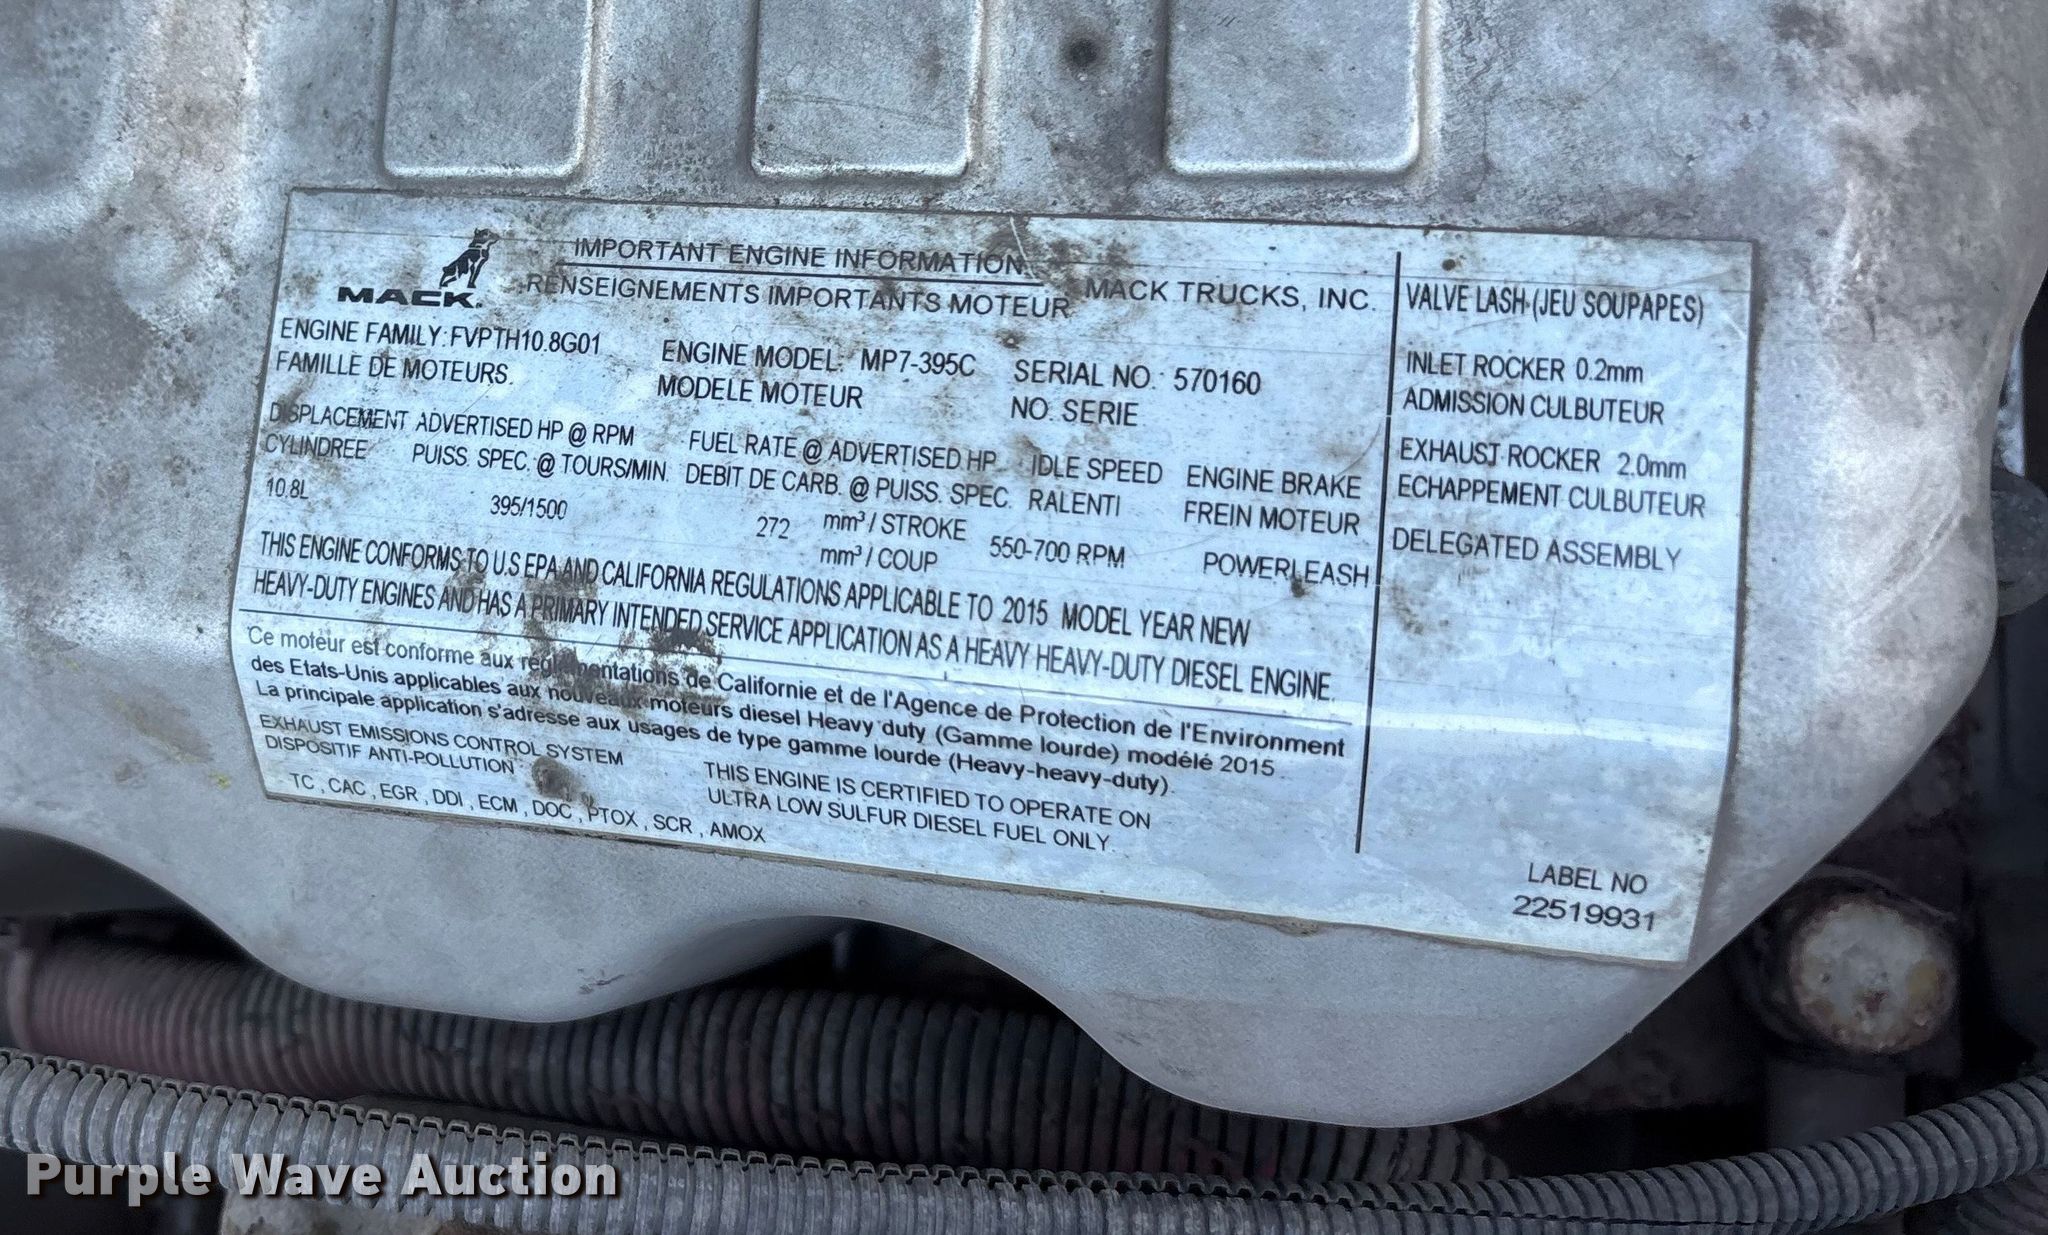 MACK.
IMPORTANT ENGINE INFORMATION
RENSEIGNEMENTS IMPORTANTS MOTEUR
MACK TRUCKS, INC.
ENGINE FAMILY: FVPTH10.8G01
FAMILLE DE MOTEURS.
ENGINE MODEL: MP7-395C
MODELE MOTEUR
SERIAL NO.: 570160
NO. SERIE
DISPLACEMENT
CYLINDREE
10.8L
ADVERTISED HP @ RPM
PUISS. SPEC. @ TOURS/MIN.
395/1500
FUEL RATE @ ADVERTISED HP
DEBIT DE CARB. @ PUISS. SPEC.
272 mm³ / STROKE
mm³ / COUP
IDLE SPEED
RALENTI
550-700 RPM
ENGINE BRAKE
FREIN MOTEUR
POWERLEASH
THIS ENGINE CONFORMS TO U.S EPA AND CALIFORNIA REGULATIONS APPLICABLE TO 2015 MODEL YEAR NEW
HEAVY-DUTY ENGINES AND HAS A PRIMARY INTENDED SERVICE APPLICATION AS A HEAVY HEAVY-DUTY DIESEL ENGINE.
Ce moteur est conforme aux reglementations de Californie et de l'Agence de Protection de l'Environment
des Etats-Unis applicables aux nouveaux moteurs diesel Heavy duty (Gamme lourde) modélé 2015.
La principale application s'adresse aux usages de type gamme lourde (Heavy-heavy-duty).
EXHAUST EMISSIONS CONTROL SYSTEM
DISPOSITIF ANTI-POLLUTION
TC , CAC , EGR , DDI , ECM , DOC , PTOX , SCR , AMOX
THIS ENGINE IS CERTIFIED TO OPERATE ON
ULTRA LOW SULFUR DIESEL FUEL ONLY.
VALVE LASH (JEU SOUPAPES)
INLET ROCKER 0.2mm
ADMISSION CULBUTEUR
EXHAUST ROCKER 2.0mm
ECHAPPEMENT CULBUTEUR
DELEGATED ASSEMBLY
LABEL NO
22519931
Purple Wave Auction